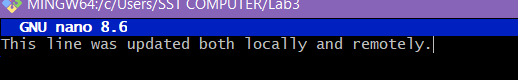 MINGW64:/c/Users/SST COMPUTER/Lab3
GNU nano 8.6
This line was updated both locally and remotely.